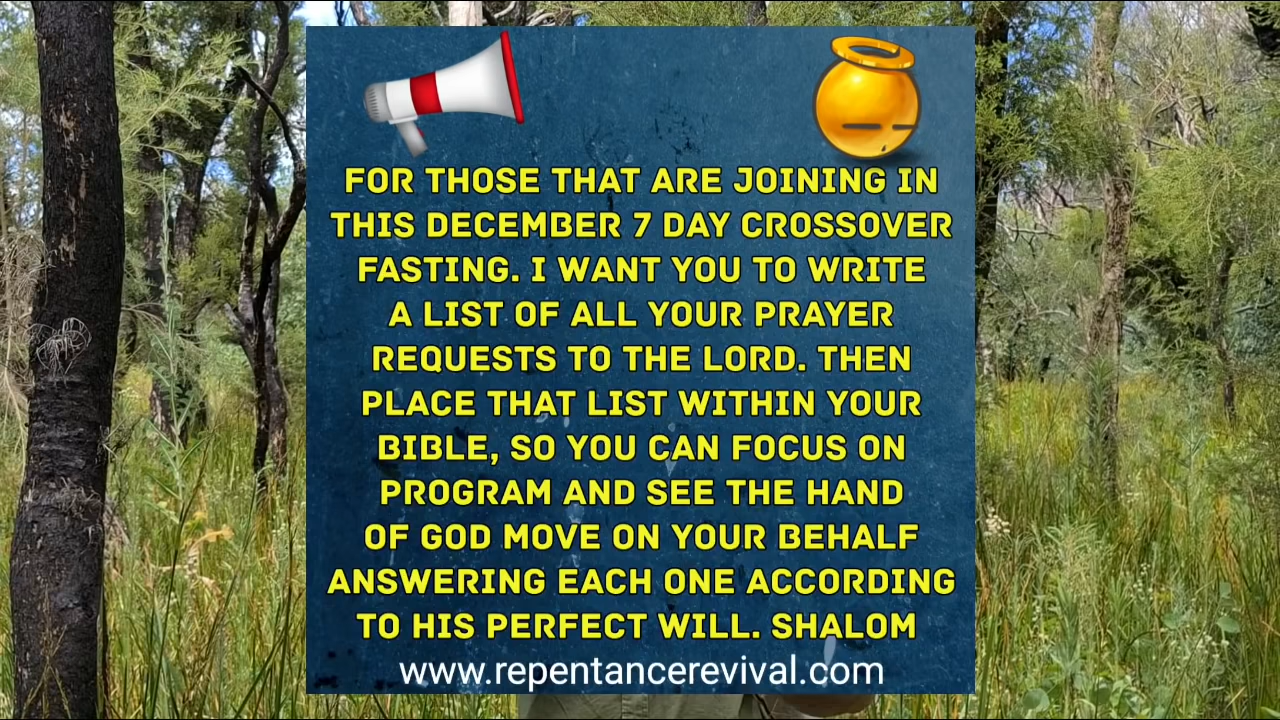 FOR THOSE THAT ARE JOINING IN
THIS DECEMBER 7 DAY CROSSOVER
FASTING. I WANT YOU TO WRITE
A LIST OF ALL YOUR PRAYER
REQUESTS TO THE LORD. THEN
PLACE THAT LIST WITHIN YOUR
BIBLE, SO YOU CAN FOCUS ON
PROGRAM AND SEE THE HAND
OF GOD MOVE ON YOUR BEHALF
ANSWERING EACH ONE ACCORDING
TO HIS PERFECT WILL. SHALOM
www.repentancerevival.com